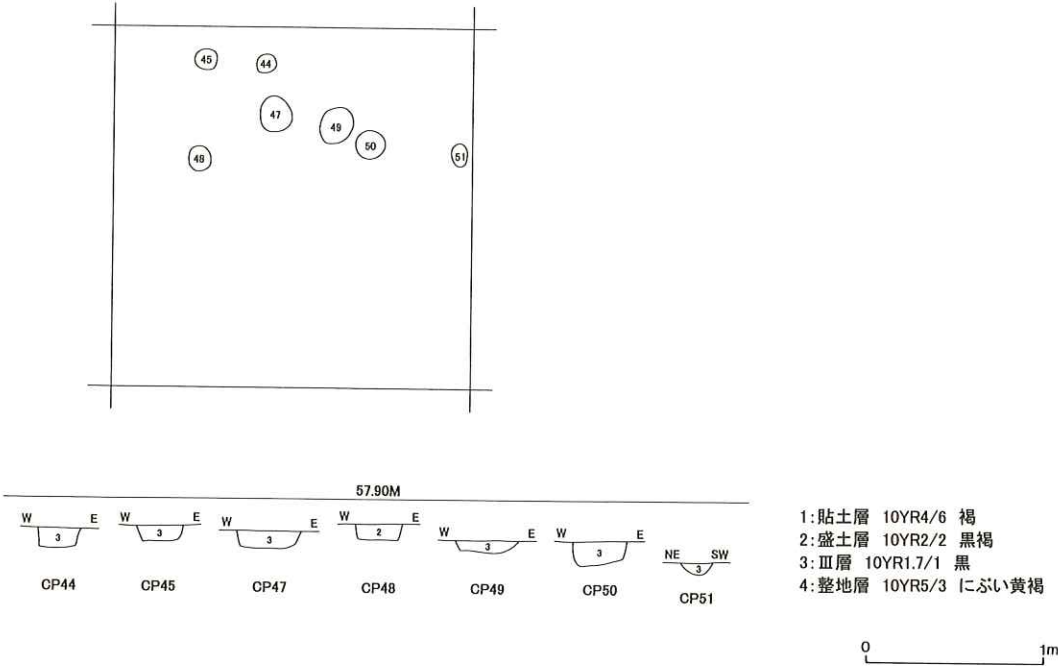 45 44
47
49
50
48
51
57.90M
W E W E W E W E W E W E NE SW
3 3 3 2 3 3 3
CP44 CP45 CP47 CP48 CP49 CP50 CP51
1:貼土層 10YR4/6 褐
2:盛土層 10YR2/2 黒褐
3:Ⅲ層 10YR1.7/1 黒
4:整地層 10YR5/3 にぶい黄褐
0 1m